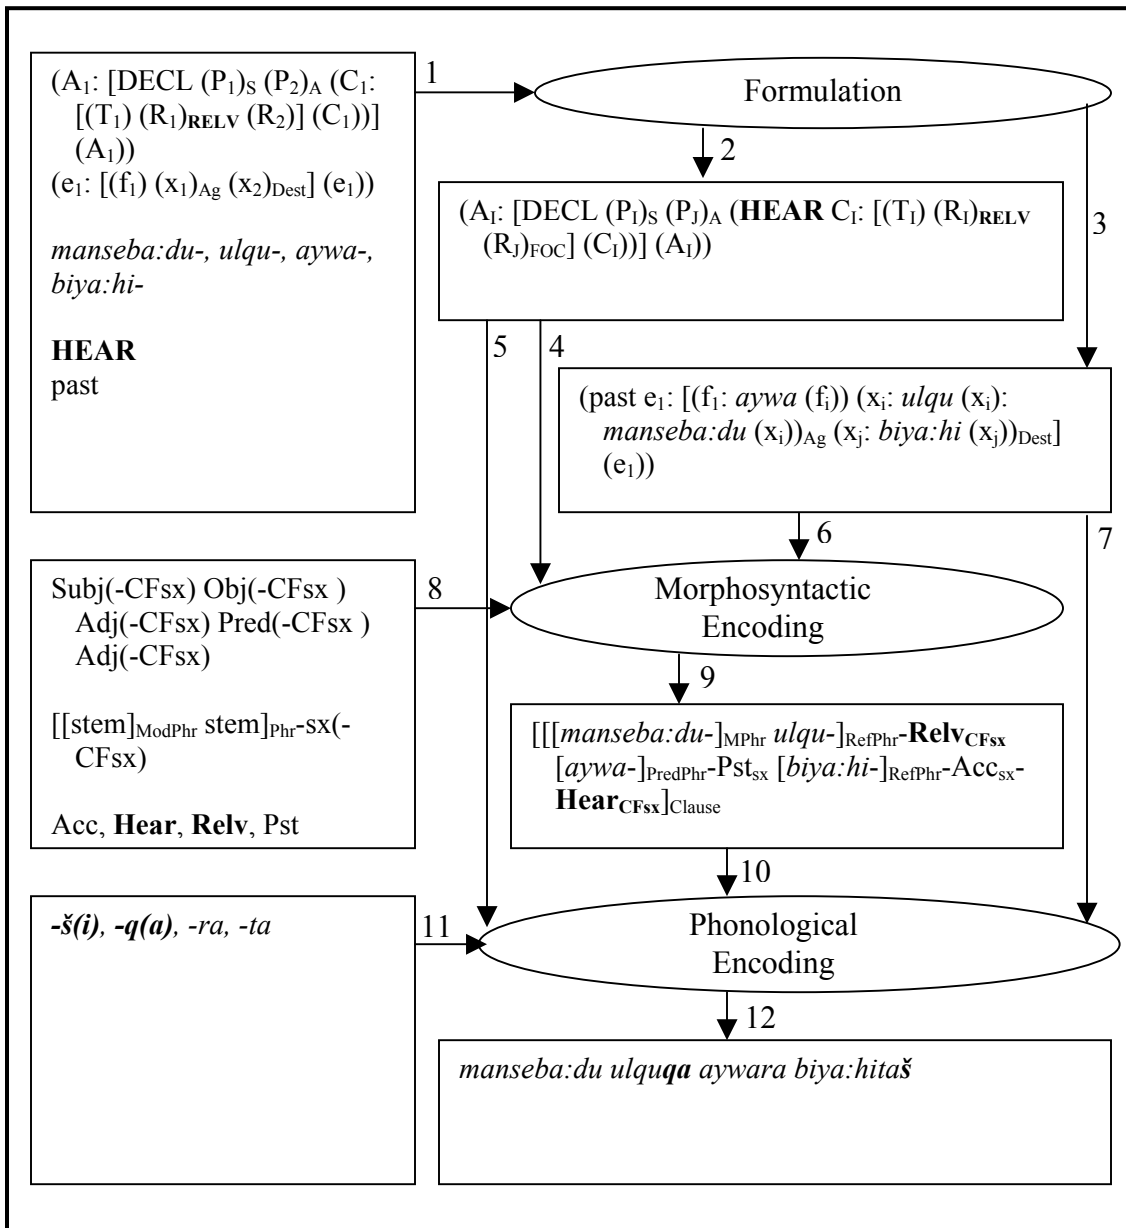 (A1: [DECL (P1)S (P2)A (C1:
[(T1) (R1)RELV (R2)] (C1))]
(A1))
(e1: [(f1) (x1)Ag (x2)Dest] (e1))
manseba:du-, ulqu-, aywa-,
biya:hi-
HEAR
past
1
Formulation
2
3
(AI: [DECL (PI)S (PJ)A (HEAR CI: [(TI) (RI)RELV
(RJ)FOC] (CI))] (AI))
5
4
(past e1: [(f1: aywa (fi)) (xi: ulqu (xi):
manseba:du (xi))Ag (xj: biya:hi (xj))Dest]
(e1))
6
7
Subj(-CFsx) Obj(-CFsx )
Adj(-CFsx) Pred(-CFsx )
Adj(-CFsx)
[[stem]ModPhr stem]Phr-sx(-
CFsx)
Acc, Hear, Relv, Pst
8
Morphosyntactic
Encoding
9
[[[manseba:du-]MPhr ulqu-]RefPhr-RelvCFsx
[aywa-]PredPhr-Pstsx [biya:hi-]RefPhr-Accsx-
HearCFsx]Clause
10
-š(i), -q(a), -ra, -ta
11
Phonological
Encoding
12
manseba:du ulquqa aywara biya:hitaš